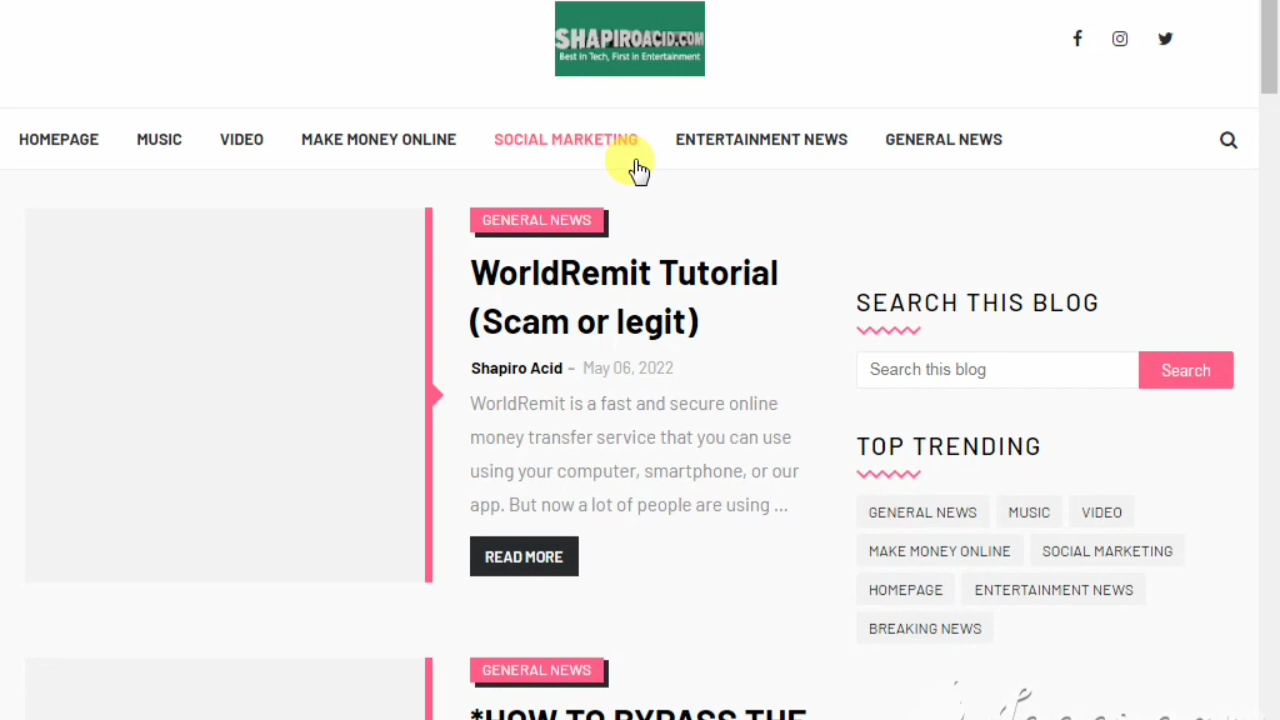 SHAPIROACID.COM
Best In Tech, First in Entertainment
HOMEPAGE MUSIC VIDEO MAKE MONEY ONLINE SOCIAL MARKETING ENTERTAINMENT NEWS GENERAL NEWS
GENERAL NEWS
WorldRemit Tutorial
(Scam or legit)
Shapiro Acid - May 06, 2022
WorldRemit is a fast and secure online
money transfer service that you can use
using your computer, smartphone, or our
app. But now a lot of people are using ...
READ MORE
SEARCH THIS BLOG
Search this blog Search
TOP TRENDING
GENERAL NEWS MUSIC VIDEO
MAKE MONEY ONLINE SOCIAL MARKETING
HOMEPAGE ENTERTAINMENT NEWS
BREAKING NEWS
GENERAL NEWS
*HOW TO BYPASS THE